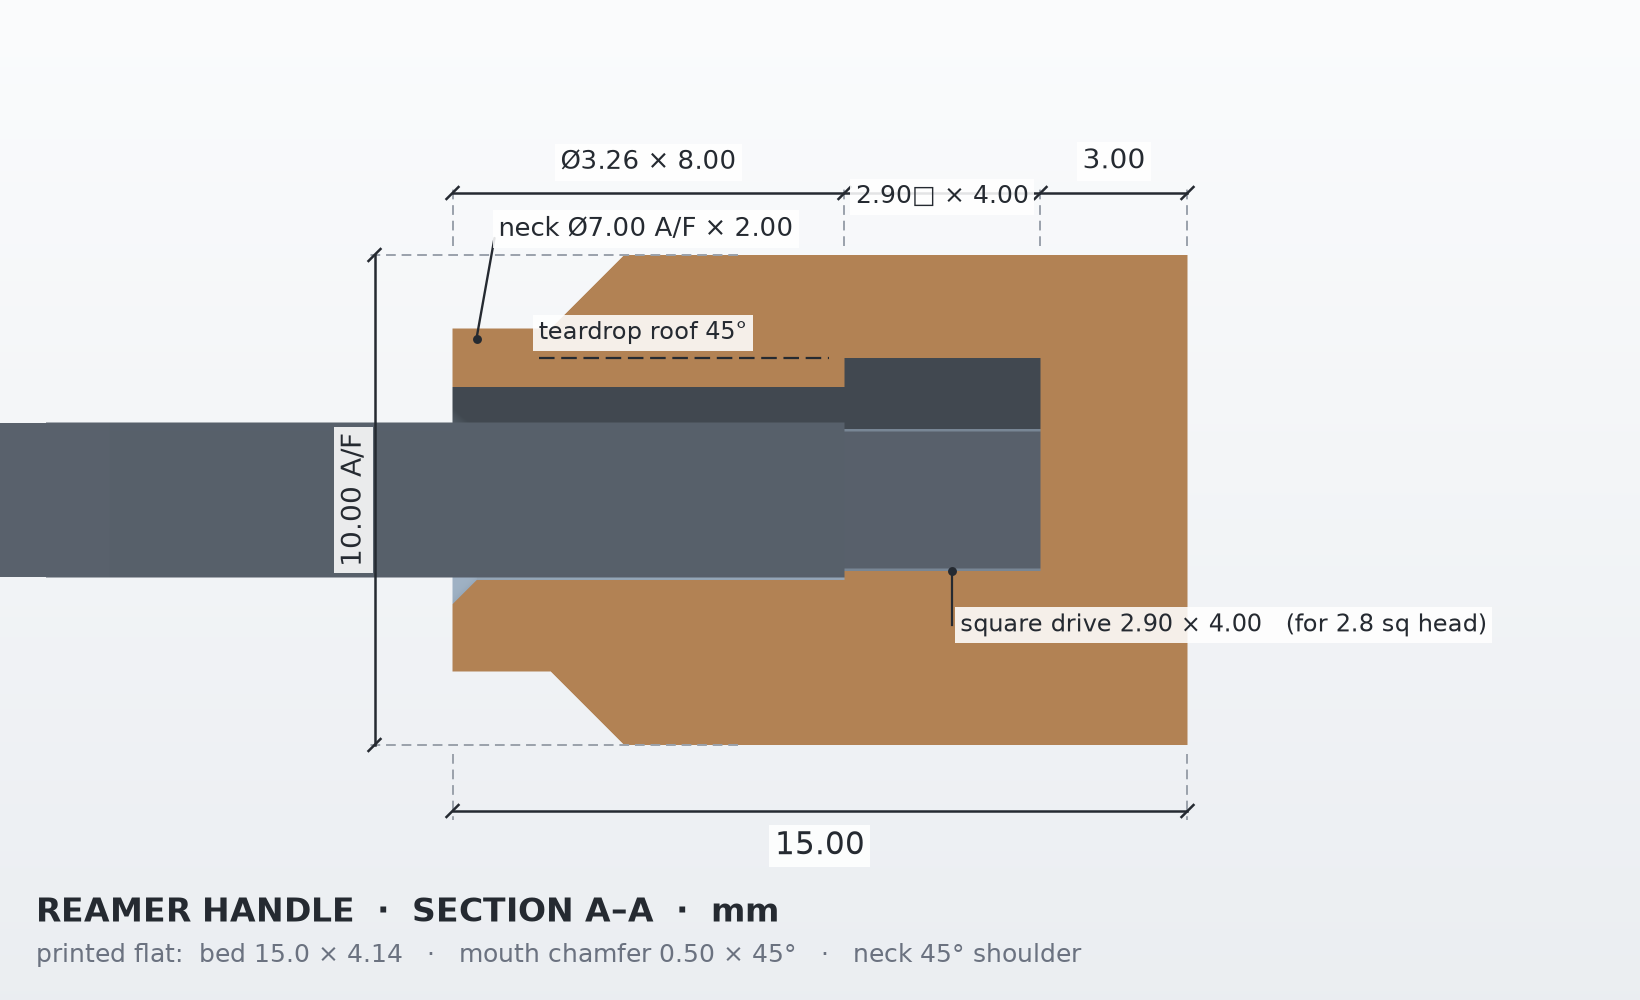 Ø3.26 × 8.00
3.00
2.90□ × 4.00
neck Ø7.00 A/F × 2.00
teardrop roof 45°
10.00 A/F
square drive 2.90 × 4.00 (for 2.8 sq head)
15.00
REAMER HANDLE · SECTION A–A · mm
printed flat: bed 15.0 × 4.14 · mouth chamfer 0.50 × 45° · neck 45° shoulder